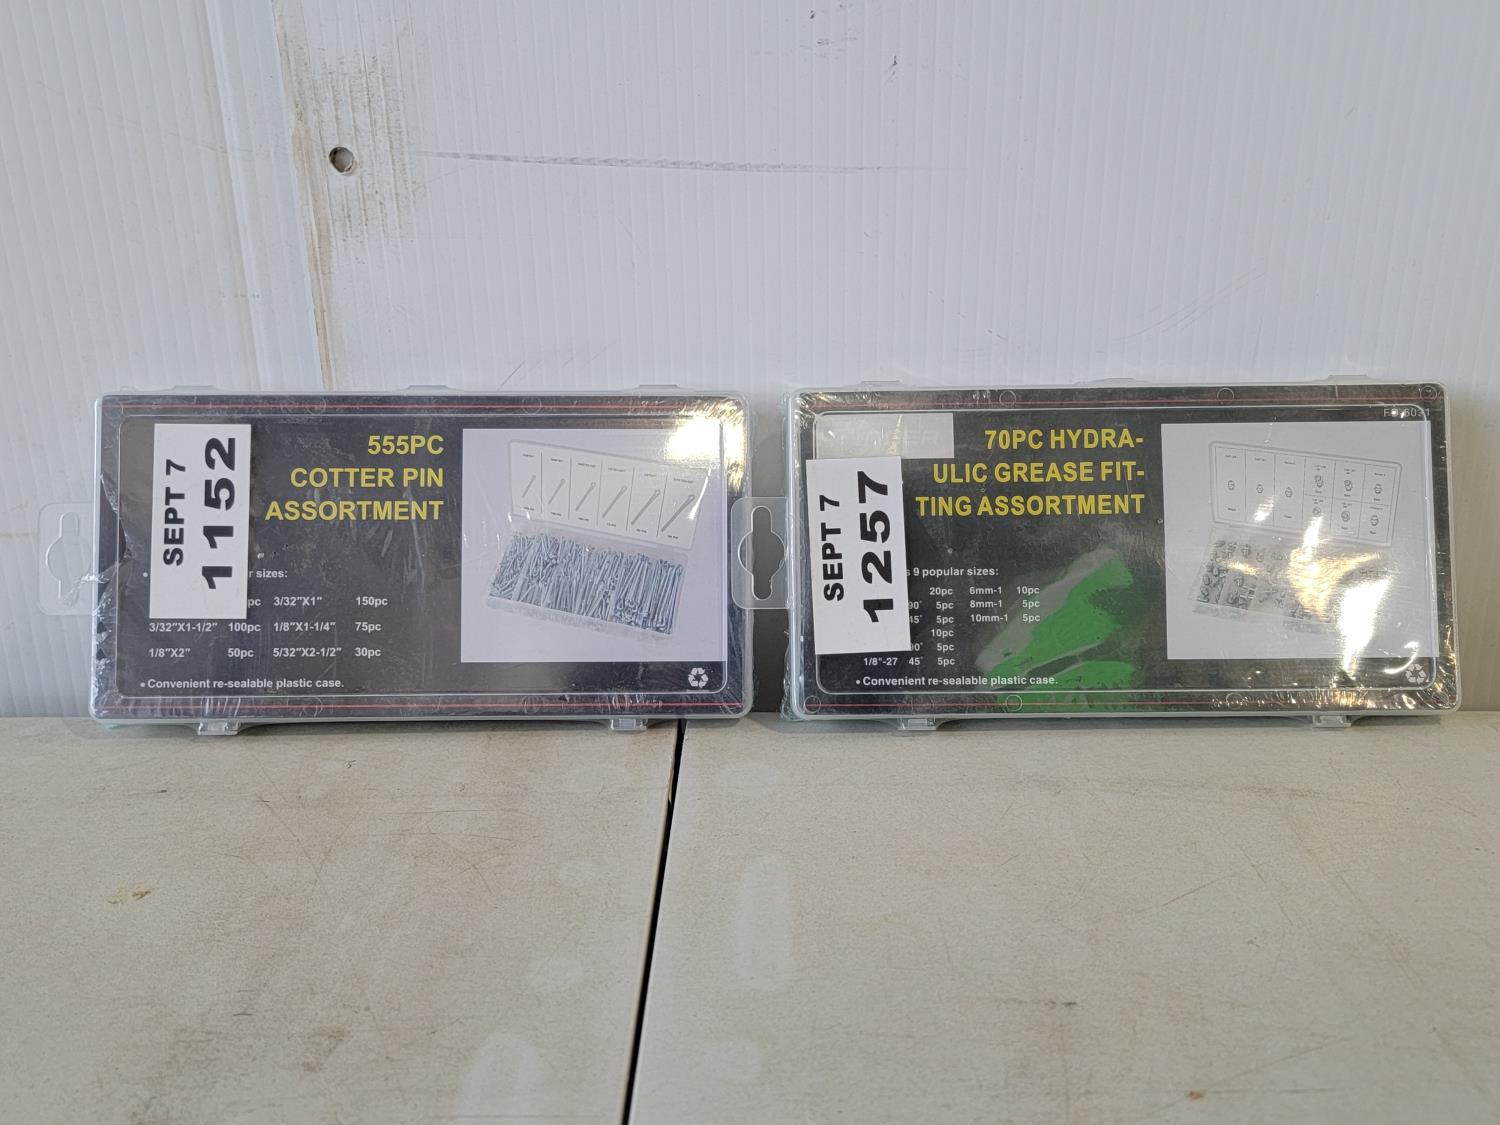 SEPT 7
1152
555PC
COTTER PIN
ASSORTMENT
sizes:
pc 3/32"X1" 150pc
3/32"X1-1/2" 100pc 1/8"X1-1/4" 75pc
1/8"X2" 50pc 5/32"X2-1/2" 30pc
• Convenient re-sealable plastic case.
SEPT 7
1257
70PC HYDRA-
ULIC GREASE FIT-
TING ASSORTMENT
9 popular sizes:
20pc 6mm-1 10pc
5pc 8mm-1 5pc
45° 5pc 10mm-1 5pc
10pc
5pc
1/8"-27 45° 5pc
• Convenient re-sealable plastic case.